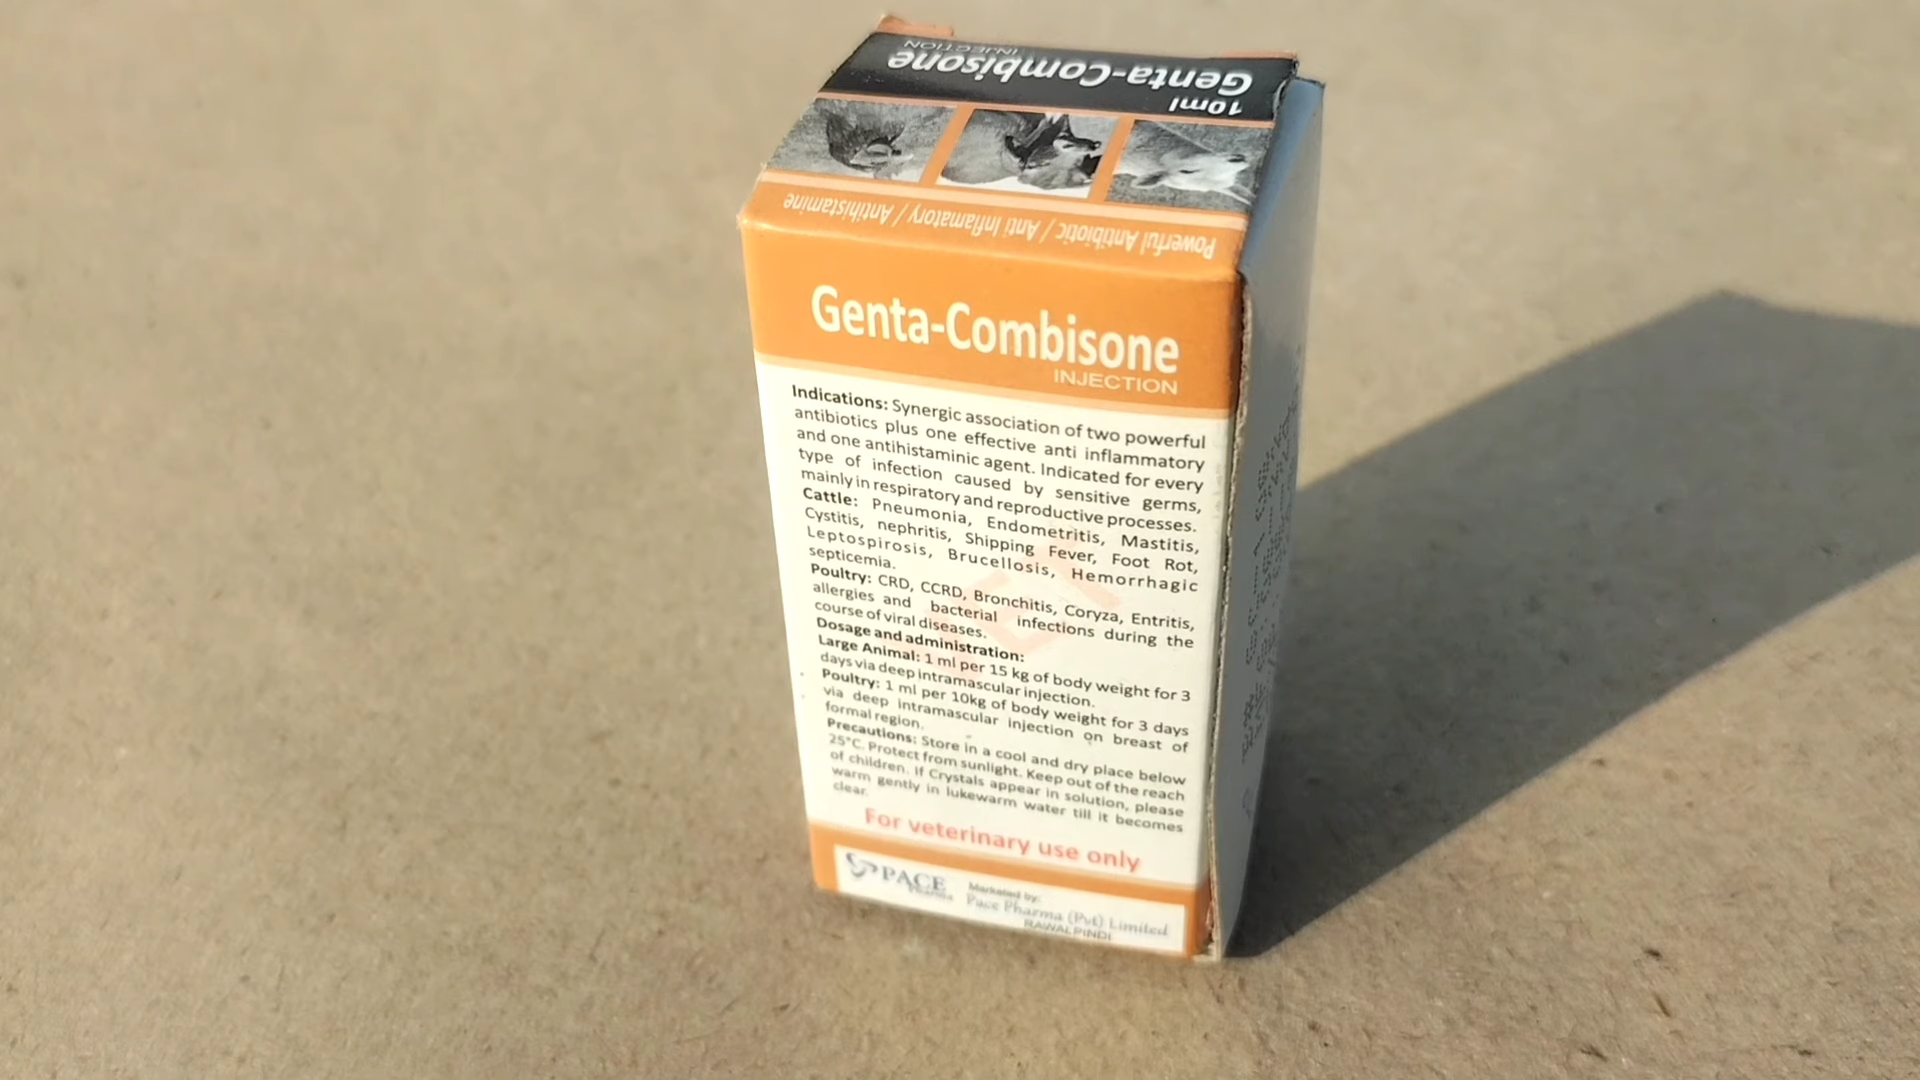 Genta-Combisone
INJECTION
10ml
Powerful Antibiotic / Anti Inflamatory / Antihistamine
Genta-Combisone
INJECTION
Indications: Synergic association of two powerful
antibiotics plus one effective anti inflammatory
and one antihistaminic agent. Indicated for every
type of infection caused by sensitive germs,
mainly in respiratory and reproductive processes.
Cattle: Pneumonia, Endometritis, Mastitis,
Cystitis, nephritis, Shipping Fever, Foot Rot,
Leptospirosis, Brucellosis, Hemorrhagic
septicemia.
Poultry: CRD, CCRD, Bronchitis, Coryza, Entritis,
allergies and bacterial infections during the
course of viral diseases.
Dosage and administration:
Large Animal: 1 ml per 15 kg of body weight for 3
days via deep intramascular injection.
Poultry: 1 ml per 10kg of body weight for 3 days
via deep intramascular injection on breast of
formal region.
Precautions: Store in a cool and dry place below
25°C. Protect from sunlight. Keep out of the reach
of children. If Crystals appear in solution, please
warm gently in lukewarm water till it becomes
clear.
For veterinary use only
PACE
Pharma
Marketed by:
Pace Pharma (Pvt) Limited
RAWALPINDI